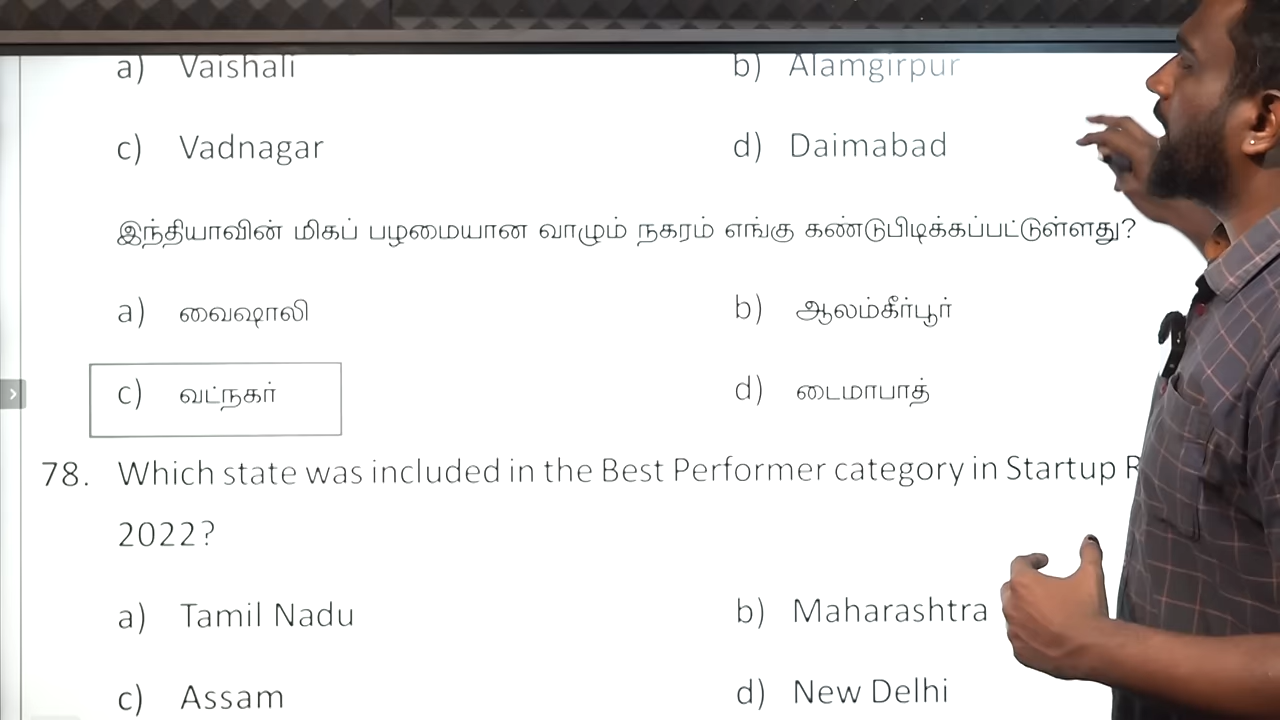 a) Vaishali b) Alamgirpur
c) Vadnagar d) Daimabad
இந்தியாவின் மிகப் பழமையான வாழும் நகரம் எங்கு கண்டுபிடிக்கப்பட்டுள்ளது?
a) வைஷாலி b) ஆலம்கீர்பூர்
c) வட்நகர் d) டைமாபாத்
78. Which state was included in the Best Performer category in Startup
2022?
a) Tamil Nadu b) Maharashtra
c) Assam d) New Delhi